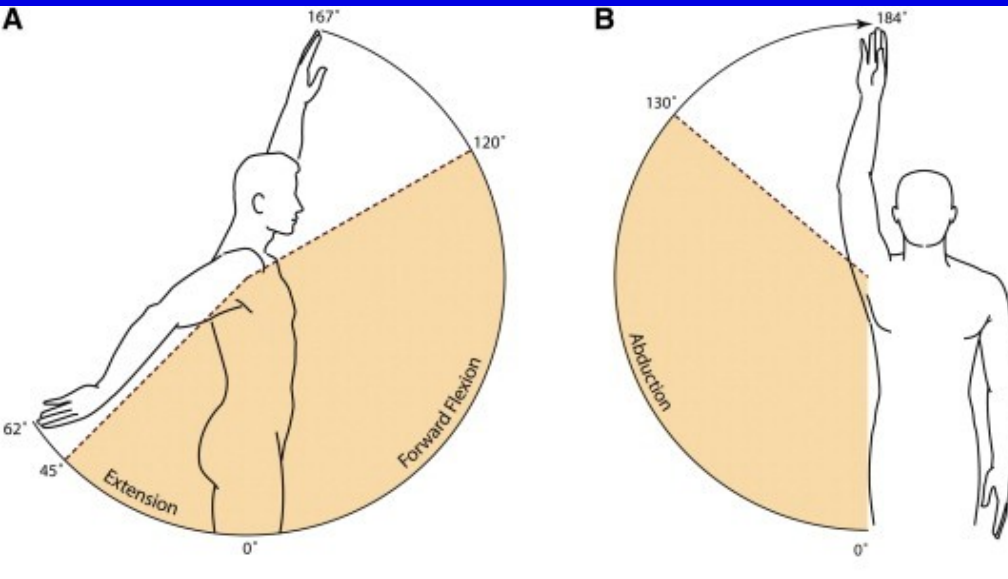 A
167˚
120˚
62˚
45˚
Extension
Forward Flexion
0˚
B
184˚
130˚
Abduction
0˚